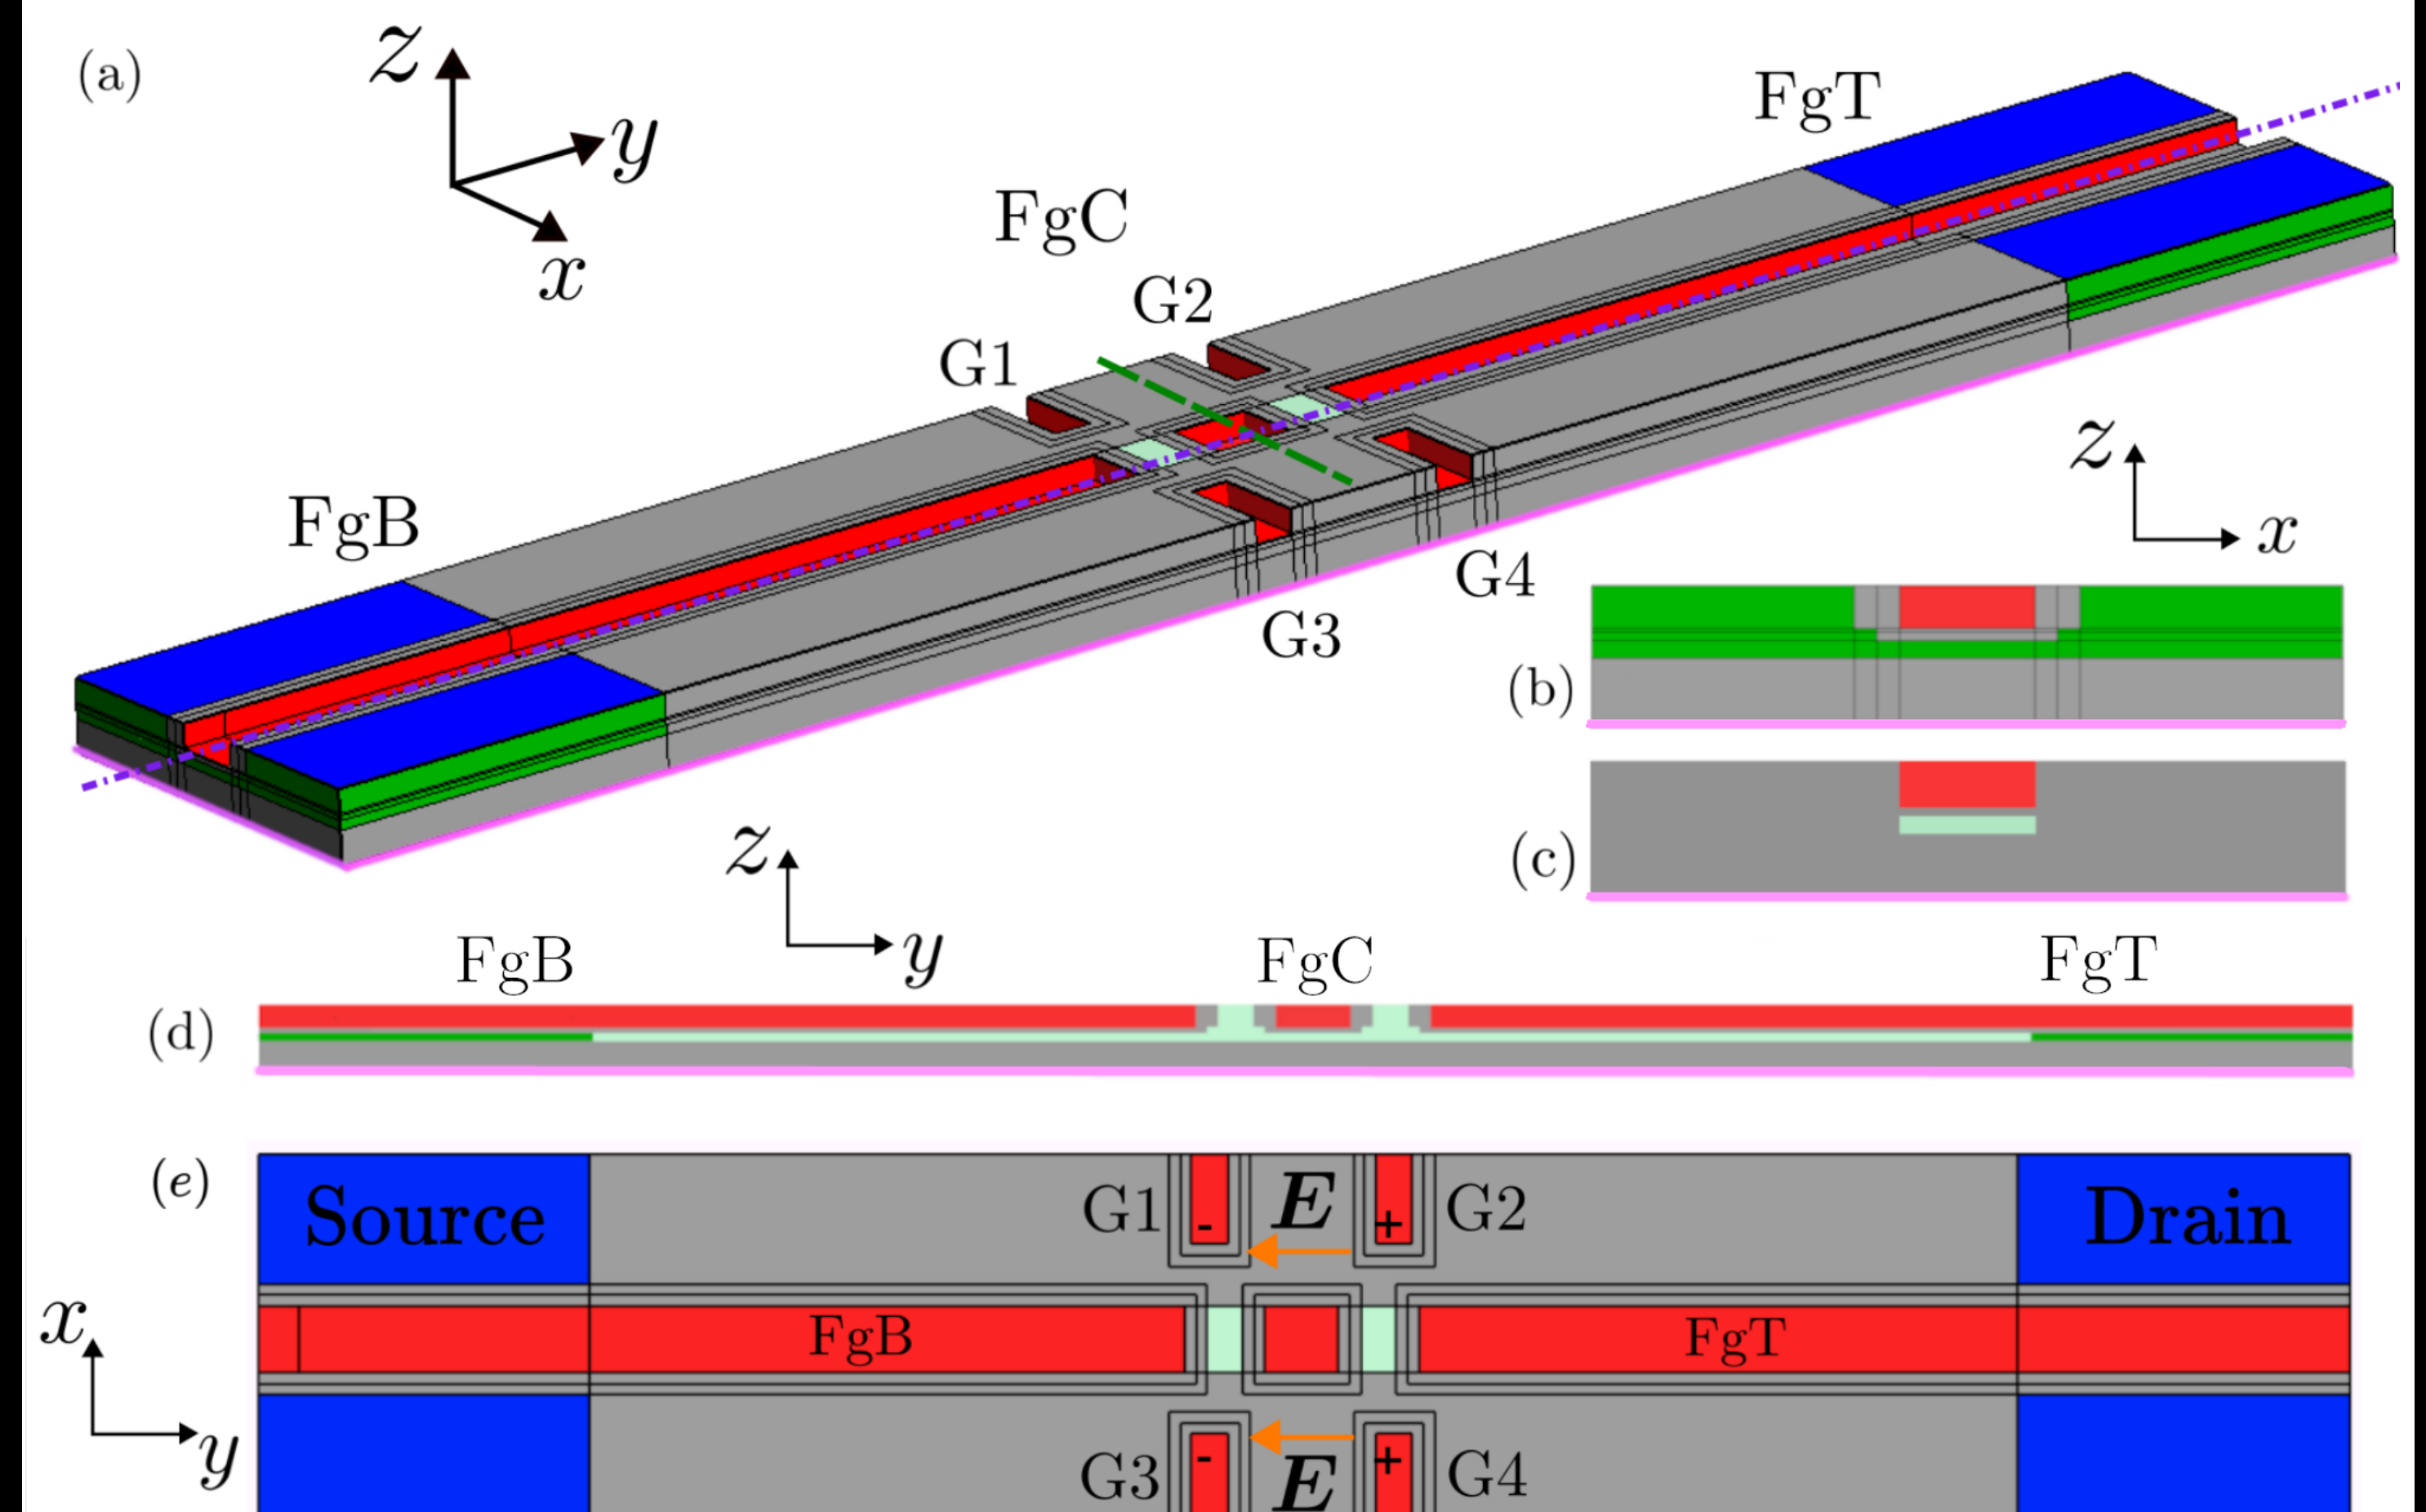 (a)
z
y
x
FgT
FgC
G2
G1
FgB
G4
G3
z
x
(b)
(c)
z
y
FgB
FgC
FgT
(d)
(e)
Source
G1
-
E
+
G2
Drain
x
y
FgB
FgT
G3
-
E
+
G4